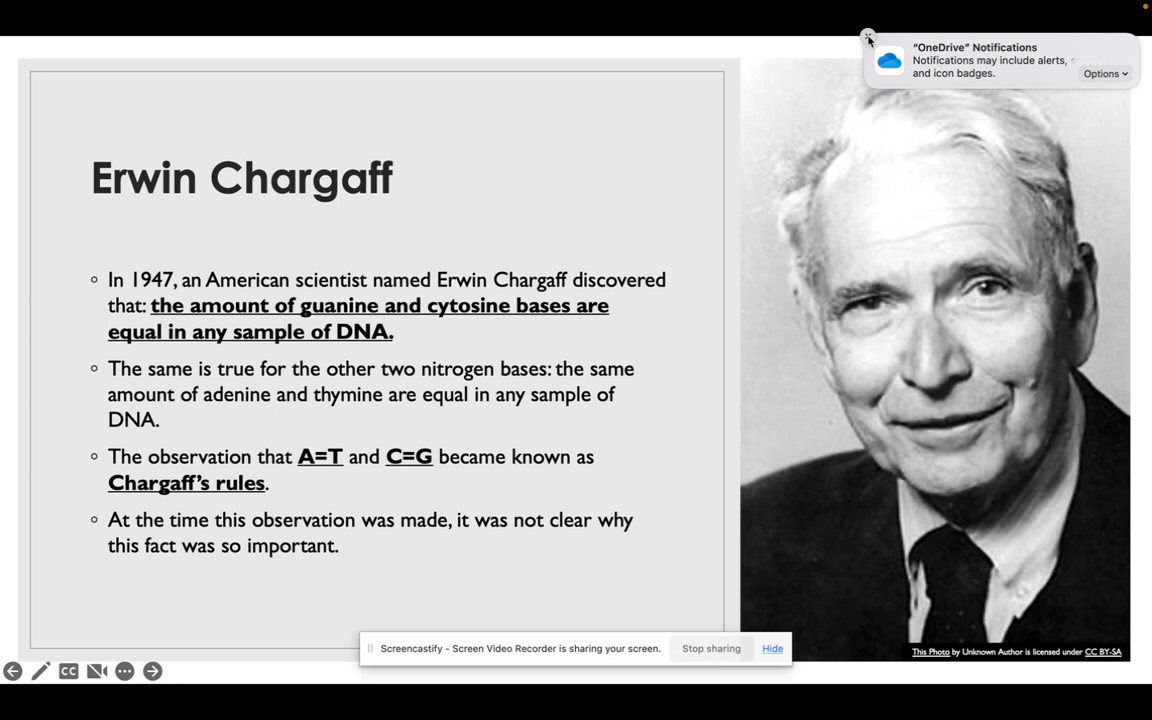 "OneDrive" Notifications
Notifications may include alerts,
and icon badges.
Options
Erwin Chargaff
In 1947, an American scientist named Erwin Chargaff discovered
that: the amount of guanine and cytosine bases are
equal in any sample of DNA.
The same is true for the other two nitrogen bases: the same
amount of adenine and thymine are equal in any sample of
DNA.
The observation that A=T and C=G became known as
Chargaff's rules.
At the time this observation was made, it was not clear why
this fact was so important.
Screencastify - Screen Video Recorder is sharing your screen.
Stop sharing
Hide
This Photo by Unknown Author is licensed under CC BY-SA
CC